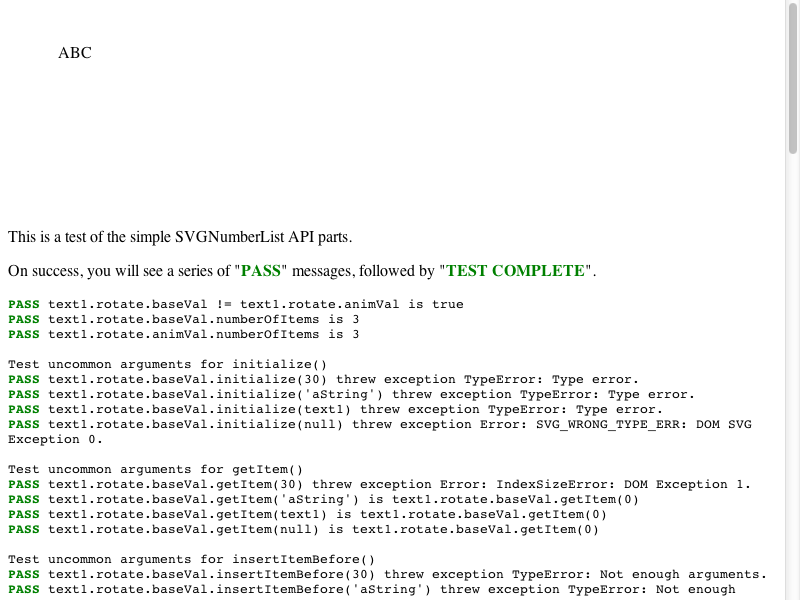 ABC
This is a test of the simple SVGNumberList API parts.
On success, you will see a series of "PASS" messages, followed by "TEST COMPLETE".
PASS text1.rotate.baseVal != text1.rotate.animVal is true
PASS text1.rotate.baseVal.numberOfItems is 3
PASS text1.rotate.animVal.numberOfItems is 3
Test uncommon arguments for initialize()
PASS text1.rotate.baseVal.initialize(30) threw exception TypeError: Type error.
PASS text1.rotate.baseVal.initialize('aString') threw exception TypeError: Type error.
PASS text1.rotate.baseVal.initialize(text1) threw exception TypeError: Type error.
PASS text1.rotate.baseVal.initialize(null) threw exception Error: SVG_WRONG_TYPE_ERR: DOM SVG
Exception 0.
Test uncommon arguments for getItem()
PASS text1.rotate.baseVal.getItem(30) threw exception Error: IndexSizeError: DOM Exception 1.
PASS text1.rotate.baseVal.getItem('aString') is text1.rotate.baseVal.getItem(0)
PASS text1.rotate.baseVal.getItem(text1) is text1.rotate.baseVal.getItem(0)
PASS text1.rotate.baseVal.getItem(null) is text1.rotate.baseVal.getItem(0)
Test uncommon arguments for insertItemBefore()
PASS text1.rotate.baseVal.insertItemBefore(30) threw exception TypeError: Not enough arguments.
PASS text1.rotate.baseVal.insertItemBefore('aString') threw exception TypeError: Not enough